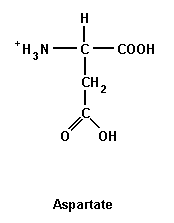 H
⁺H₃N C COOH
CH₂
C
O OH
Aspartate